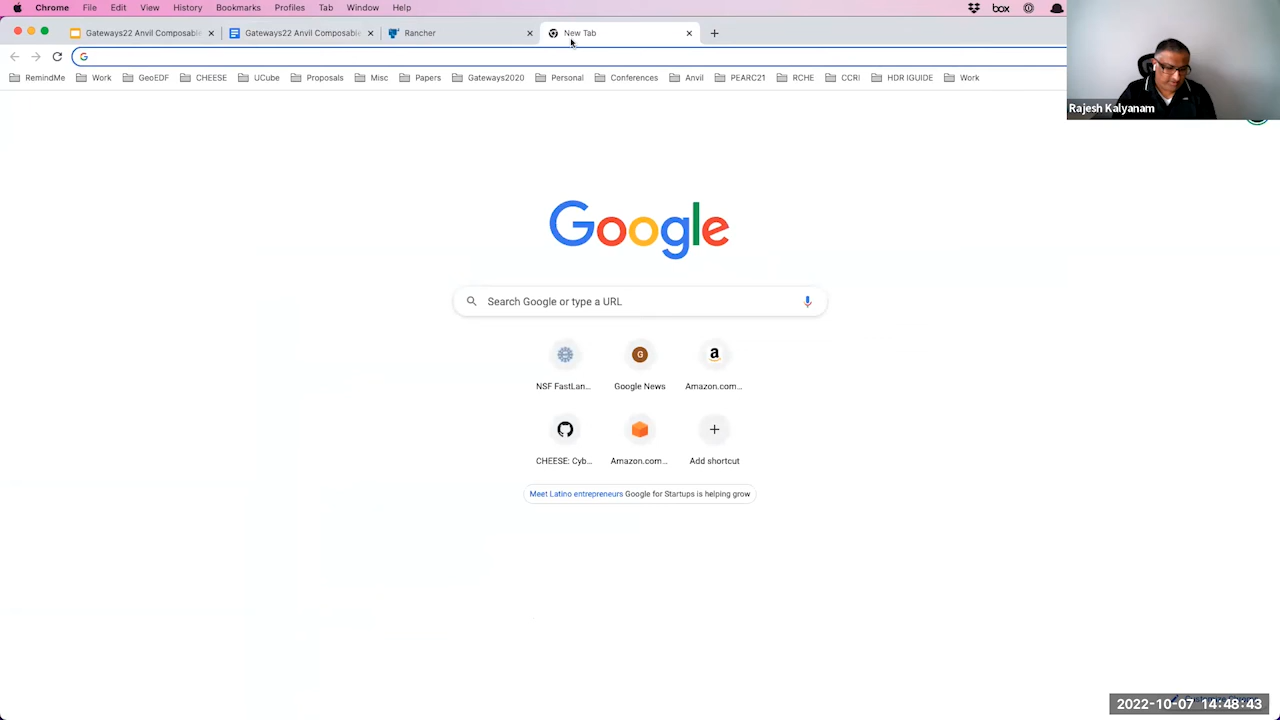 Chrome File Edit View History Bookmarks Profiles Tab Window Help box
Gateways22 Anvil Composable Gateways22 Anvil Composable Rancher New Tab
G
RemindMe Work GeoEDF CHEESE UCube Proposals Misc Papers Gateways2020 Personal Conferences Anvil PEARC21 RCHE CCRI HDR IGUIDE Work
Rajesh Kalyanam
Google
Search Google or type a URL
G a
NSF FastLan... Google News Amazon.com...
CHEESE: Cyb... Amazon.com... Add shortcut
Meet Latino entrepreneurs Google for Startups is helping grow
2022-10-07 14:48:43